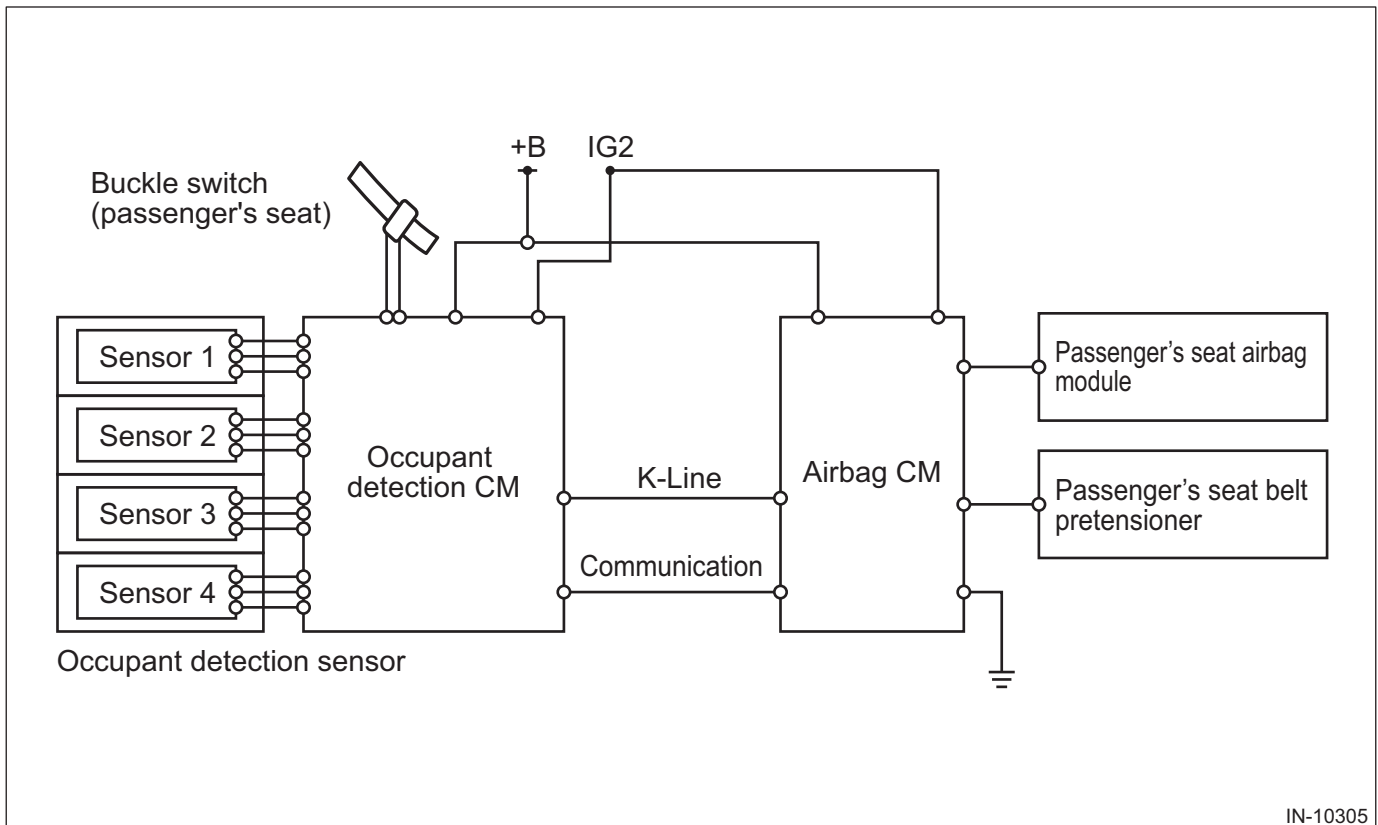 +B
IG2
Buckle switch
(passenger's seat)
Sensor 1
Sensor 2
Sensor 3
Sensor 4
Occupant detection sensor
Occupant
detection CM
K-Line
Communication
Airbag CM
Passenger’s seat airbag
module
Passenger’s seat belt
pretensioner
IN-10305